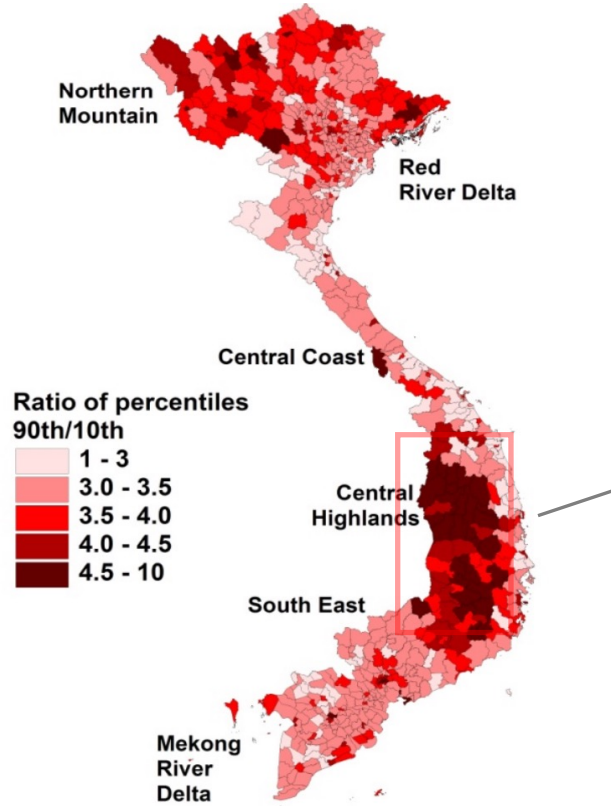 Northern
Mountain
Red
River Delta
Central Coast
Ratio of percentiles
90th/10th
1 - 3
3.0 - 3.5
3.5 - 4.0
4.0 - 4.5
4.5 - 10
Central
Highlands
South East
Mekong
River
Delta